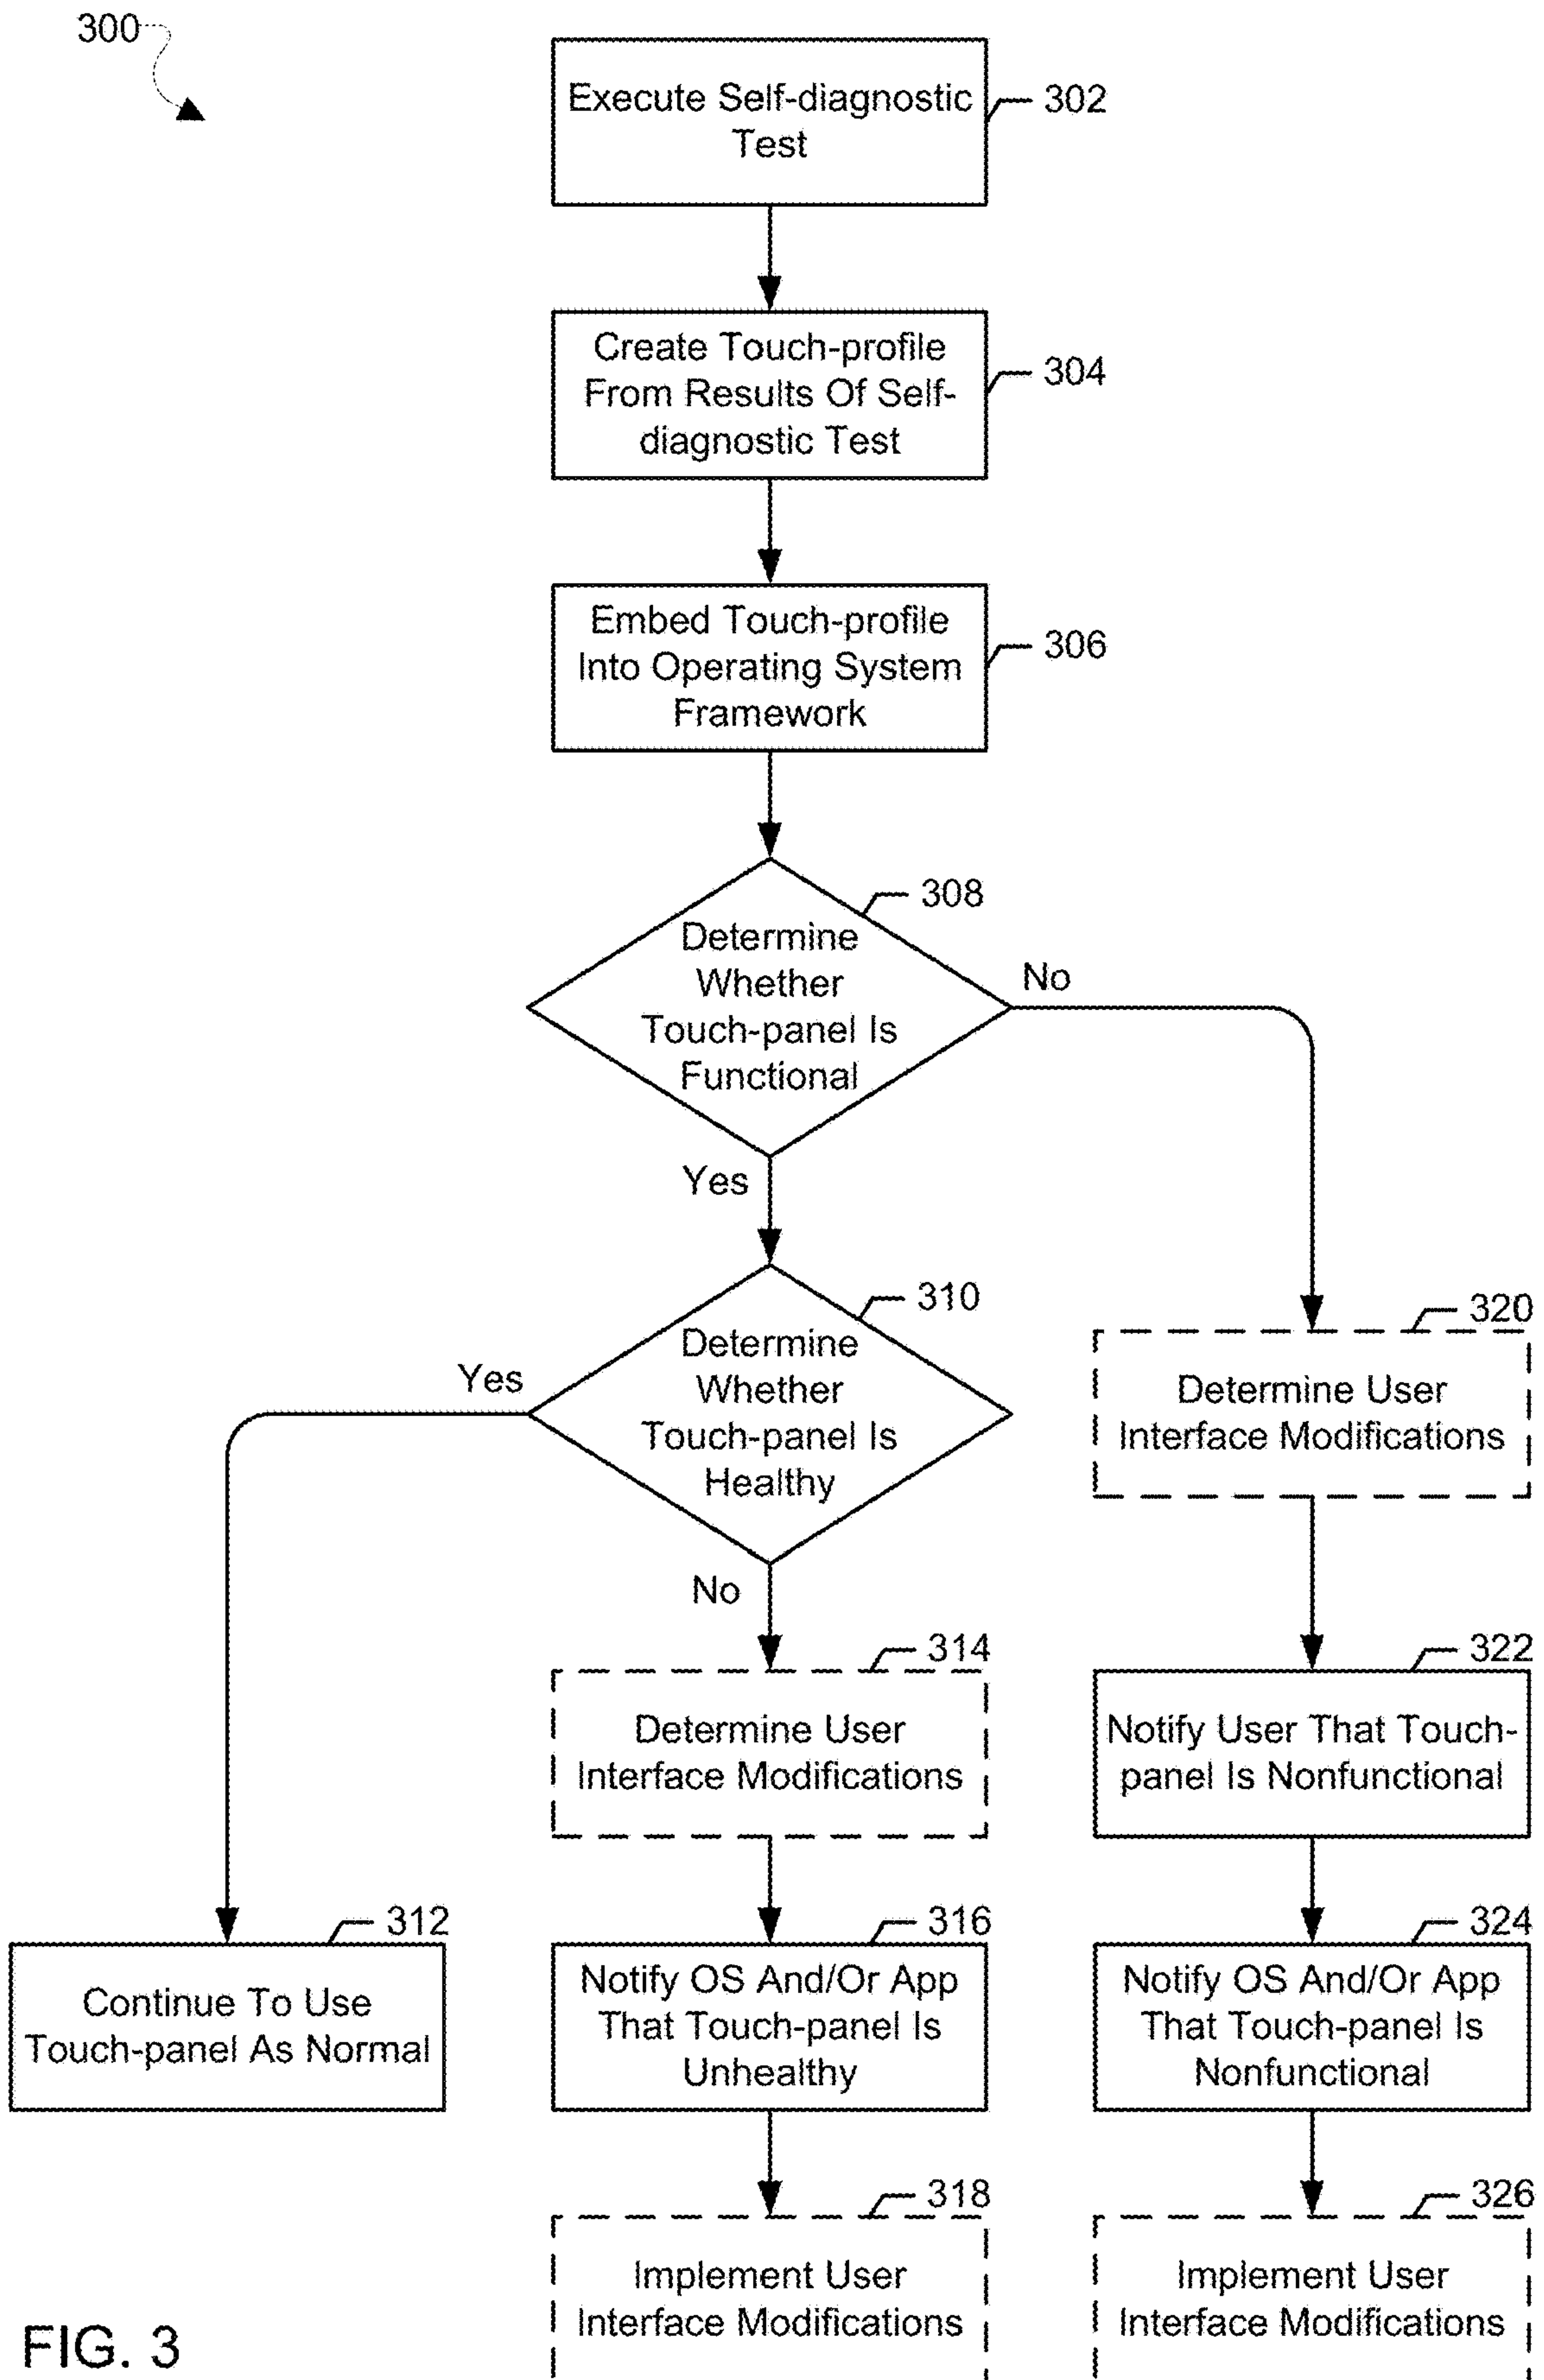 300
Execute Self-diagnostic
Test
302
Create Touch-profile
From Results Of Self-
diagnostic Test
304
Embed Touch-profile
Into Operating System
Framework
306
308
Determine
Whether
Touch-panel Is
Functional
No
Yes
310
Determine
Whether
Touch-panel Is
Healthy
Yes
No
320
Determine User
Interface Modifications
314
Determine User
Interface Modifications
322
Notify User That Touch-
panel Is Nonfunctional
312
Continue To Use
Touch-panel As Normal
316
Notify OS And/Or App
That Touch-panel Is
Unhealthy
324
Notify OS And/Or App
That Touch-panel Is
Nonfunctional
318
Implement User
Interface Modifications
326
Implement User
Interface Modifications
FIG. 3